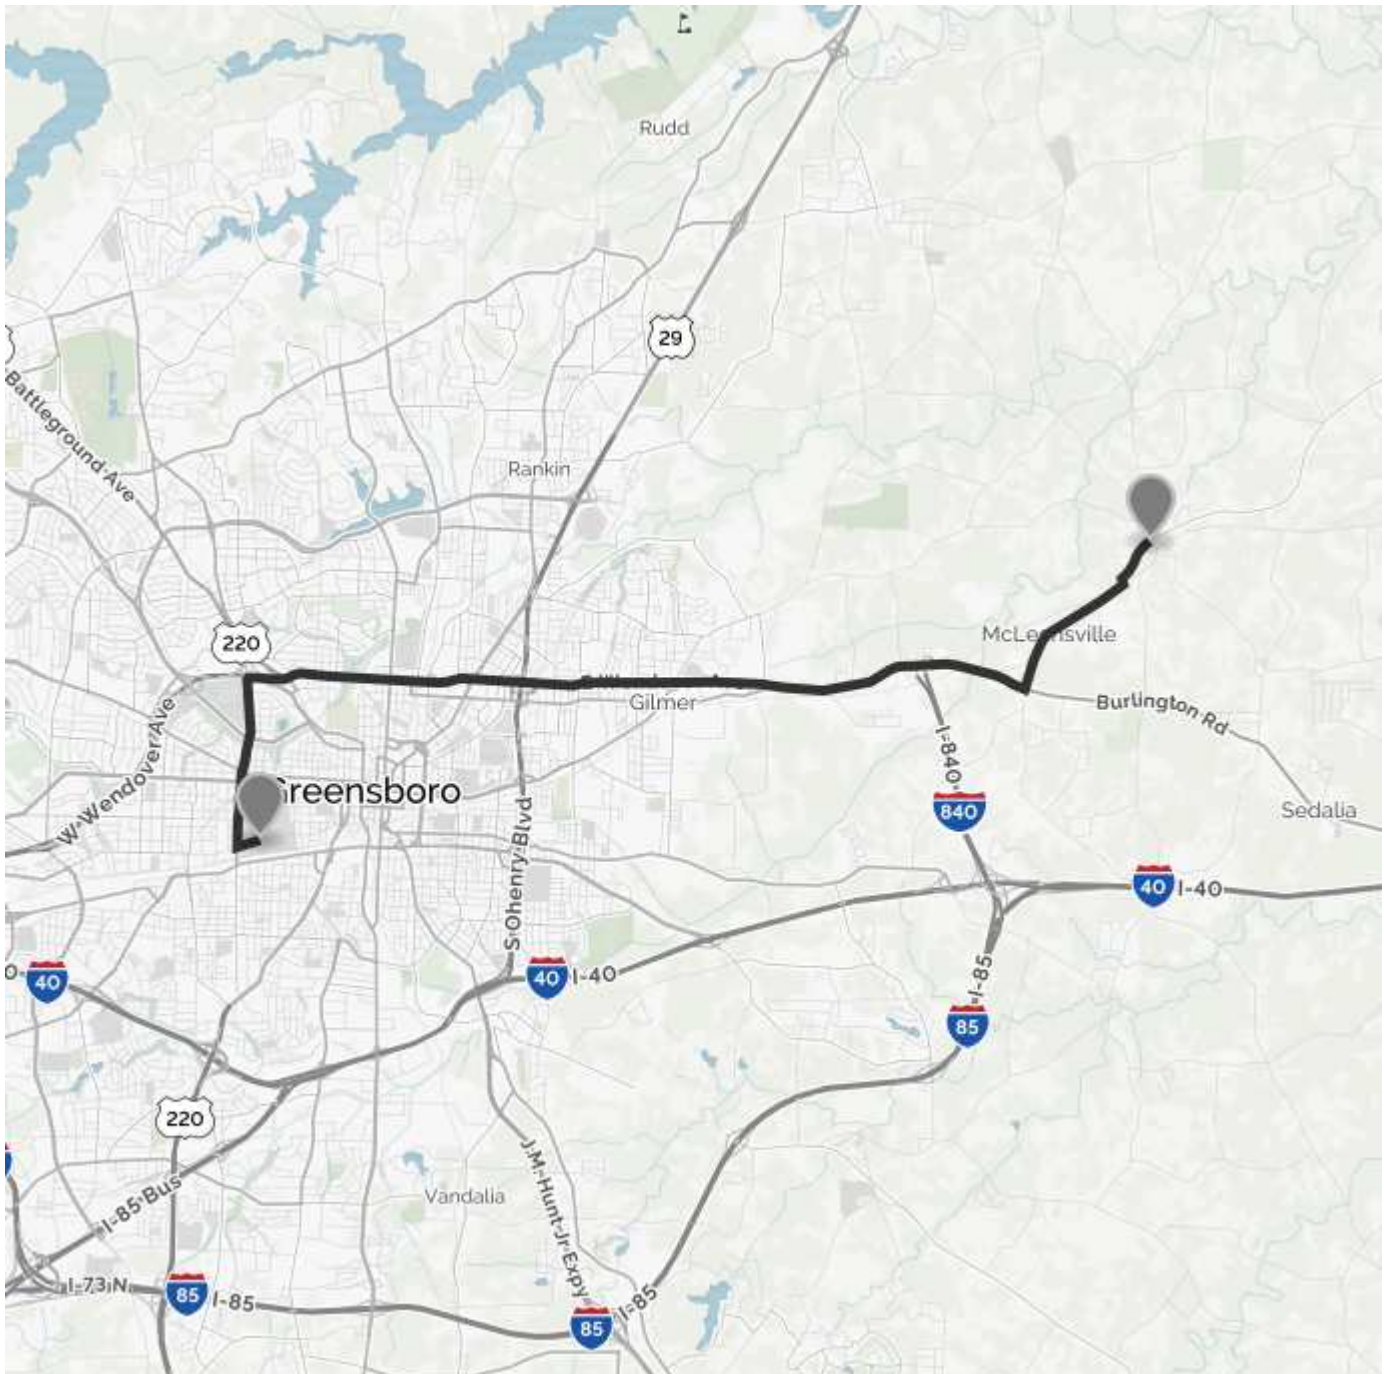 Rudd
29
Battleground Ave
Rankin
220
McLeansville
Gilmer
Burlington Rd
W Wendover Ave
I-840
Greensboro
840
Sedalia
S Ohenry Blvd
40
I-40
40
40
I-40
I-85
85
220
J M Hunt Jr Expy
I-85 Bus
Vandalia
I-73 N
85
I-85
I-85
85